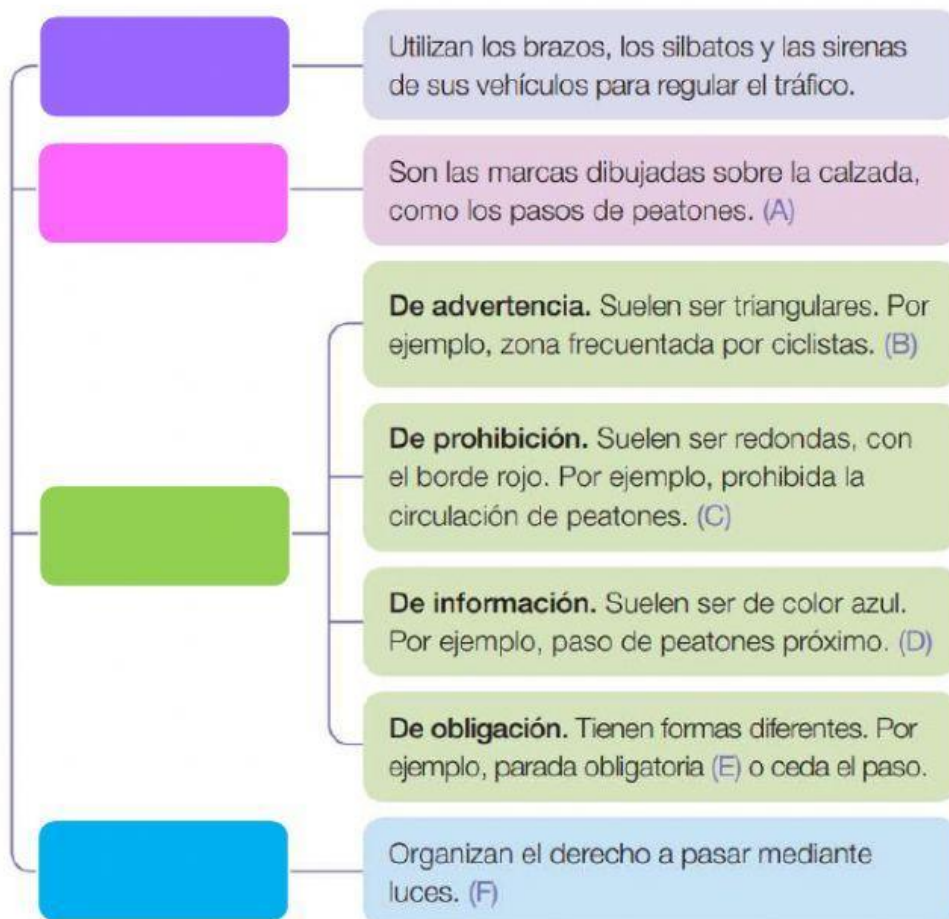 Utilizan los brazos, los silbatos y las sirenas
de sus vehículos para regular el tráfico.
Son las marcas dibujadas sobre la calzada,
como los pasos de peatones. (A)
De advertencia. Suelen ser triangulares. Por
ejemplo, zona frecuentada por ciclistas. (B)
De prohibición. Suelen ser redondas, con
el borde rojo. Por ejemplo, prohibida la
circulación de peatones. (C)
De información. Suelen ser de color azul.
Por ejemplo, paso de peatones próximo. (D)
De obligación. Tienen formas diferentes. Por
ejemplo, parada obligatoria (E) o ceda el paso.
Organizan el derecho a pasar mediante
luces. (F)